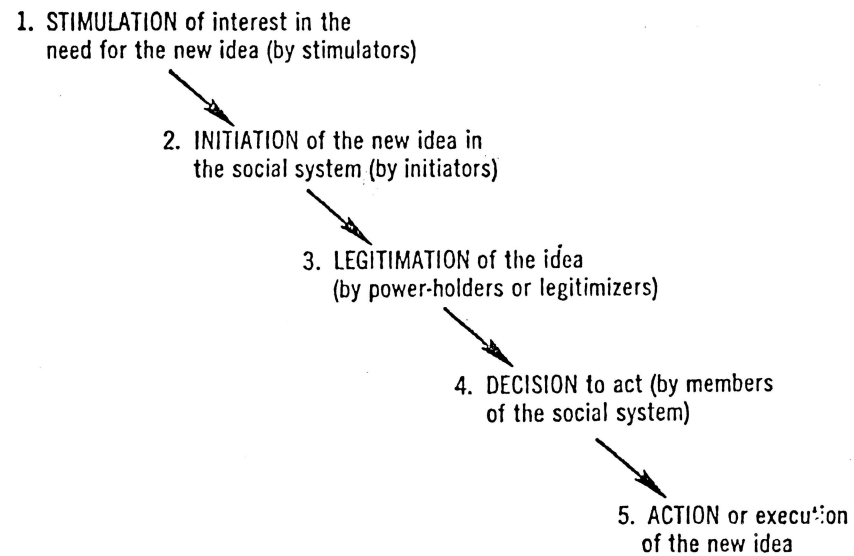 1. STIMULATION of interest in the
need for the new idea (by stimulators)
2. INITIATION of the new idea in
the social system (by initiators)
3. LEGITIMATION of the idea
(by power-holders or legitimizers)
4. DECISION to act (by members
of the social system)
5. ACTION or execution
of the new idea